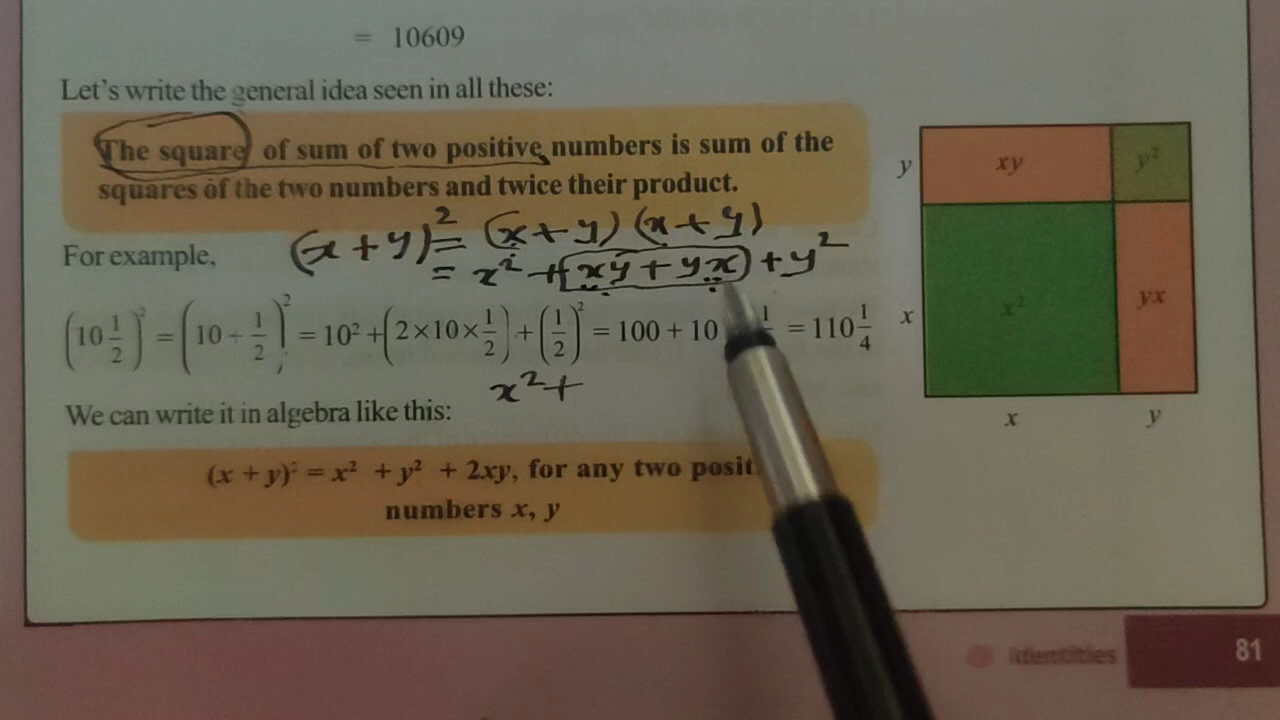 = 10609
Let's write the general idea seen in all these:
The square of sum of two positive numbers is sum of the
squares of the two numbers and twice their product.
(x + y)² = (x + y) (x + y)
For example,
= x² + (xy + yx) + y²
(10 1/2)² = (10 + 1/2)² = 10² + (2 × 10 × 1/2) + (1/2)² = 100 + 10 = 110 1/4
x² +
We can write it in algebra like this:
(x + y)² = x² + y² + 2xy, for any two posit
numbers x, y
y xy y²
x x² yx
x y
Identities 81